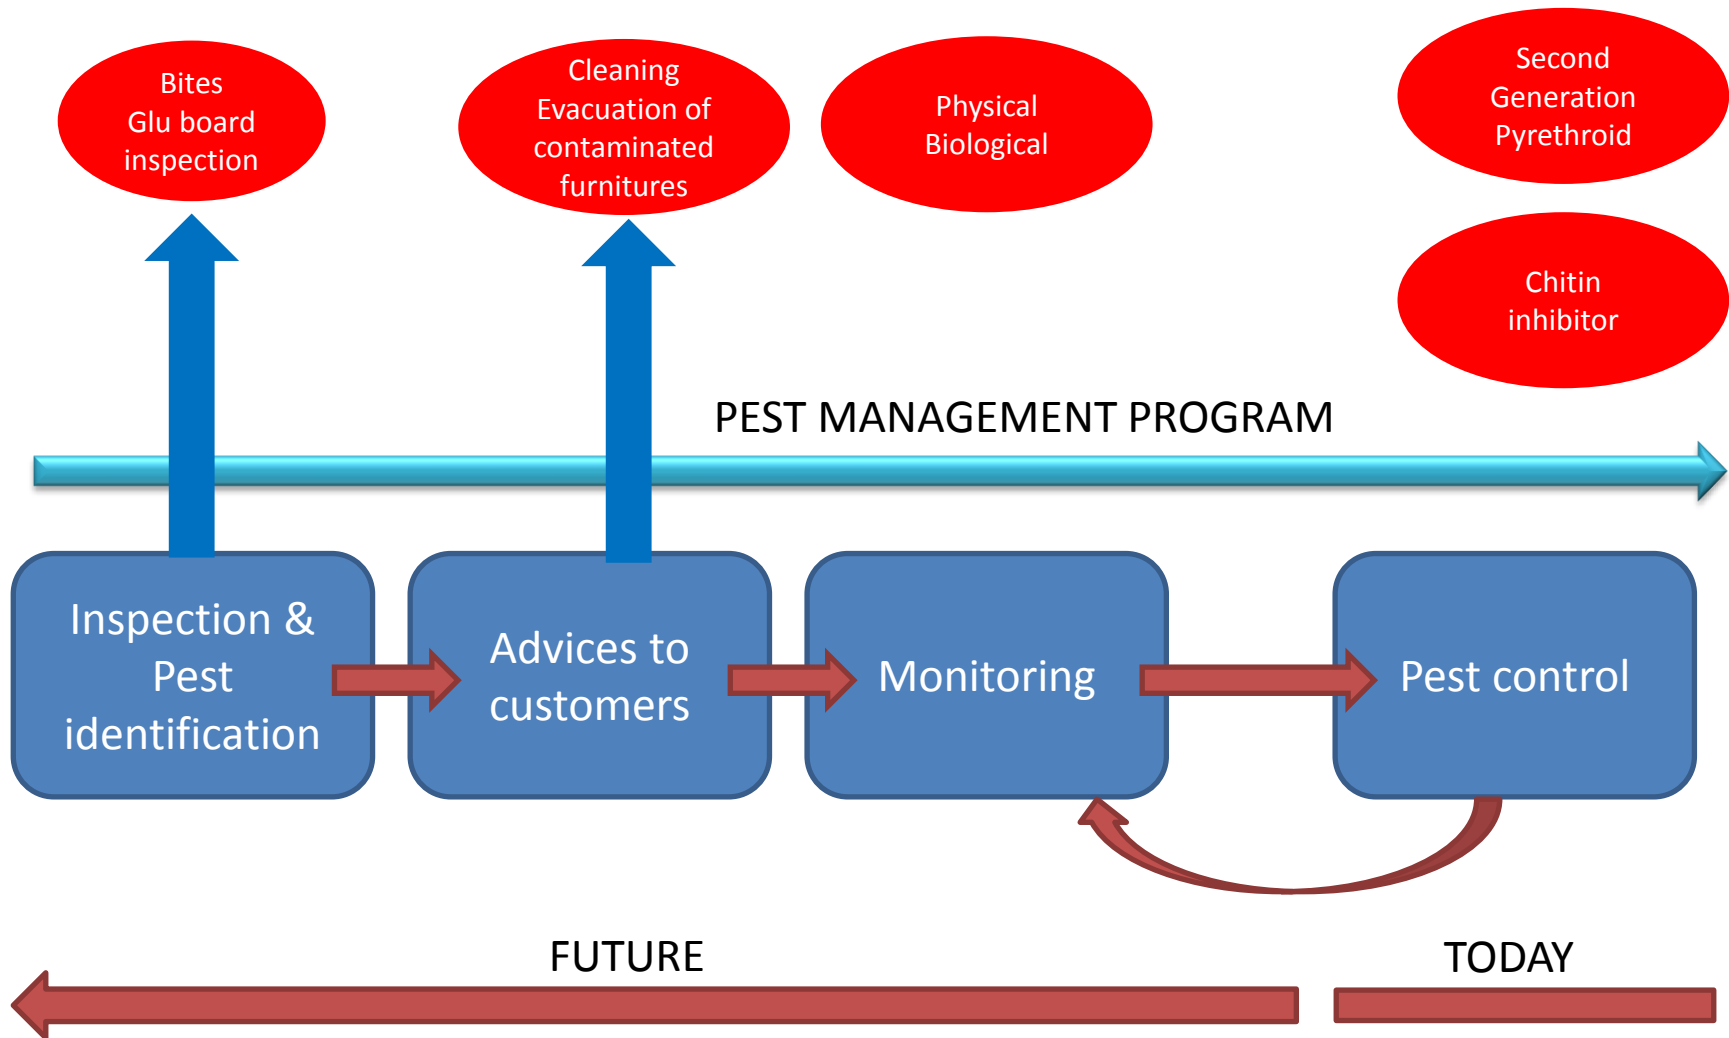 Bites
Glu board
inspection
Cleaning
Evacuation of
contaminated
furnitures
Physical
Biological
Second
Generation
Pyrethroid
Chitin
inhibitor
PEST MANAGEMENT PROGRAM
Inspection &
Pest
identification
Advices to
customers
Monitoring
Pest control
FUTURE
TODAY